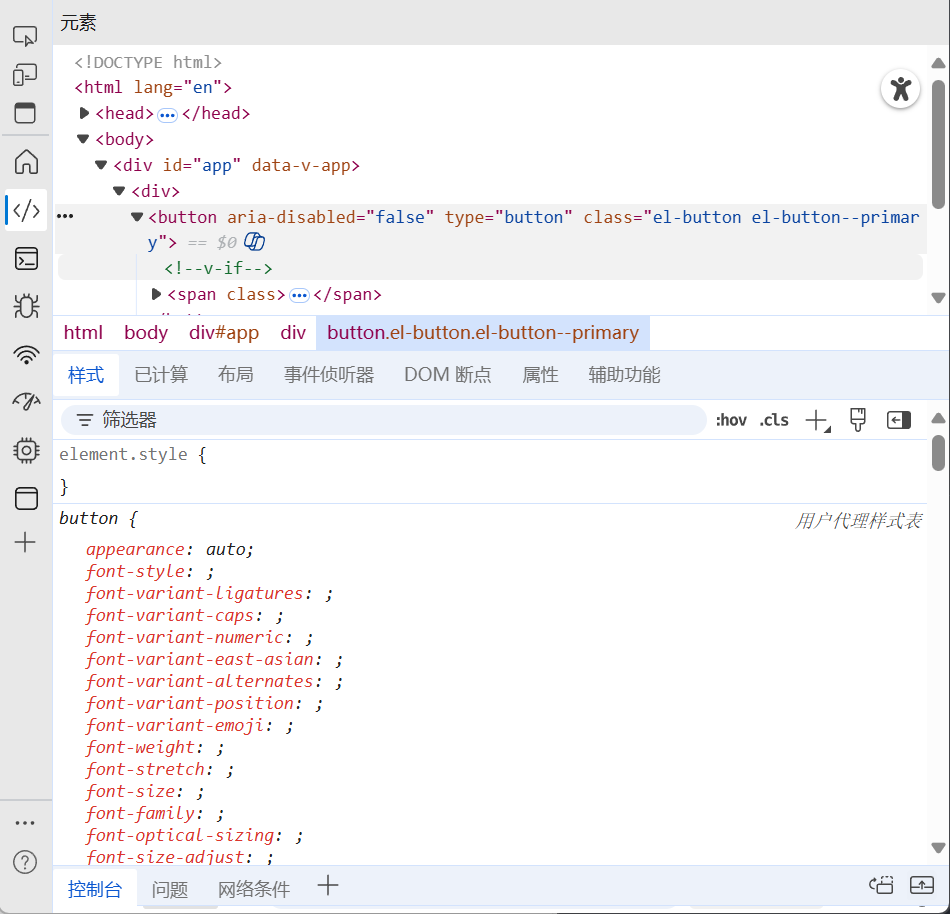 元素
<!DOCTYPE html>
<html lang="en">
<head> ••• </head>
<body>
<div id="app" data-v-app>
<div>
••• <button aria-disabled="false" type="button" class="el-button el-button--primar
y"> == $0
<!--v-if-->
<span class> ••• </span>
html body div#app div button.el-button.el-button--primary
样式 已计算 布局 事件侦听器 DOM 断点 属性 辅助功能
筛选器 :hov .cls
element.style {
}
button { 用户代理样式表
appearance: auto;
font-style: ;
font-variant-ligatures: ;
font-variant-caps: ;
font-variant-numeric: ;
font-variant-east-asian: ;
font-variant-alternates: ;
font-variant-position: ;
font-variant-emoji: ;
font-weight: ;
font-stretch: ;
font-size: ;
font-family: ;
font-optical-sizing: ;
font-size-adjust: ;
控制台 问题 网络条件